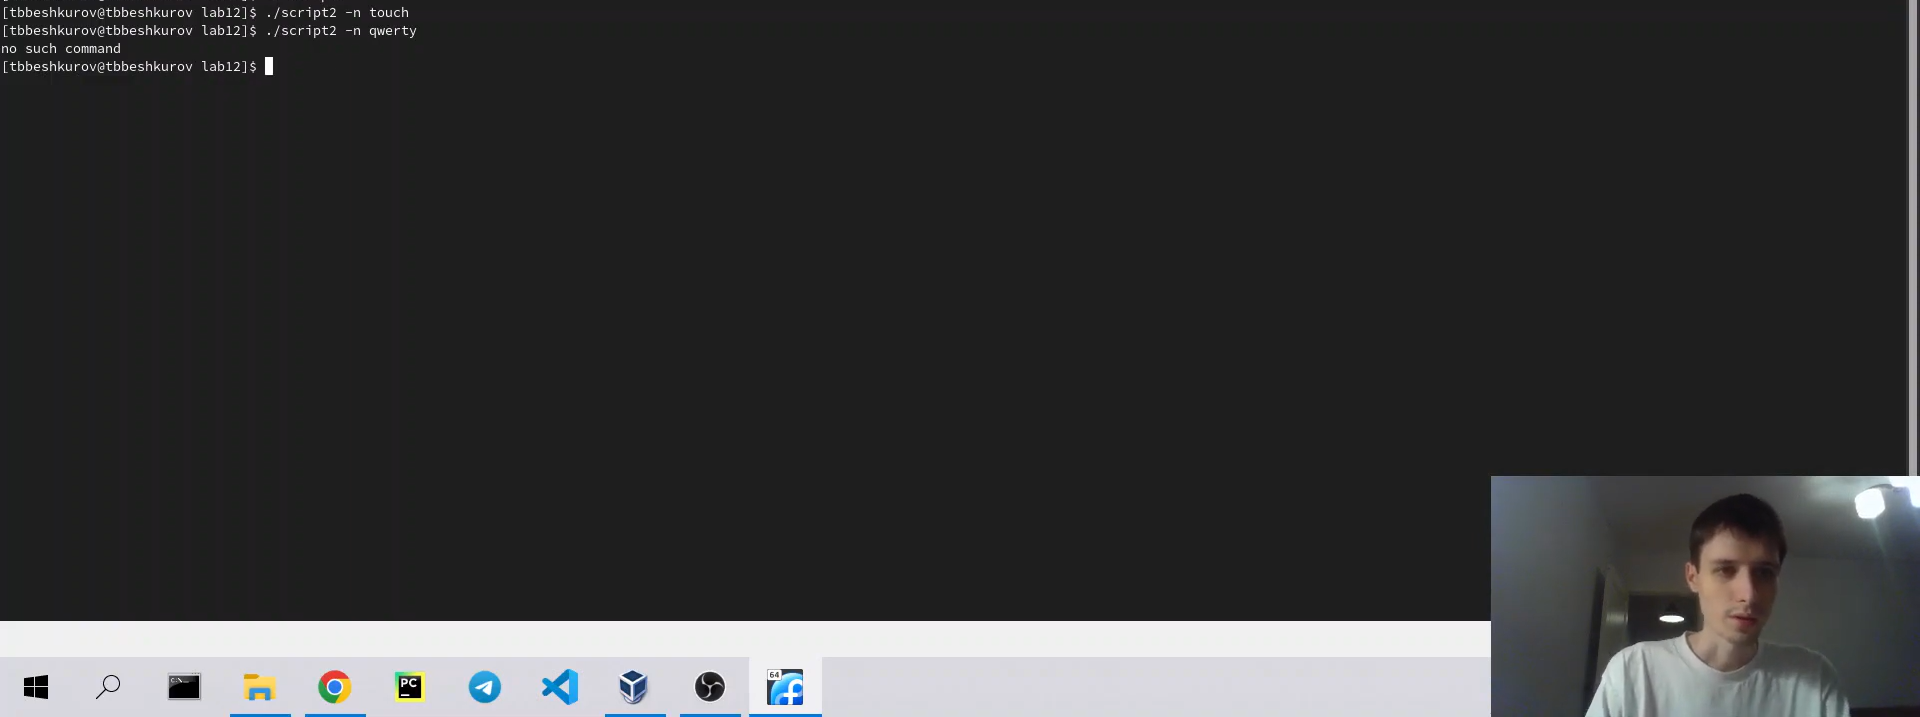 [tbbeshkurov@tbbeshkurov lab12]$ ./script2 -n touch
[tbbeshkurov@tbbeshkurov lab12]$ ./script2 -n qwerty
no such command
[tbbeshkurov@tbbeshkurov lab12]$
C:\_
PC
64